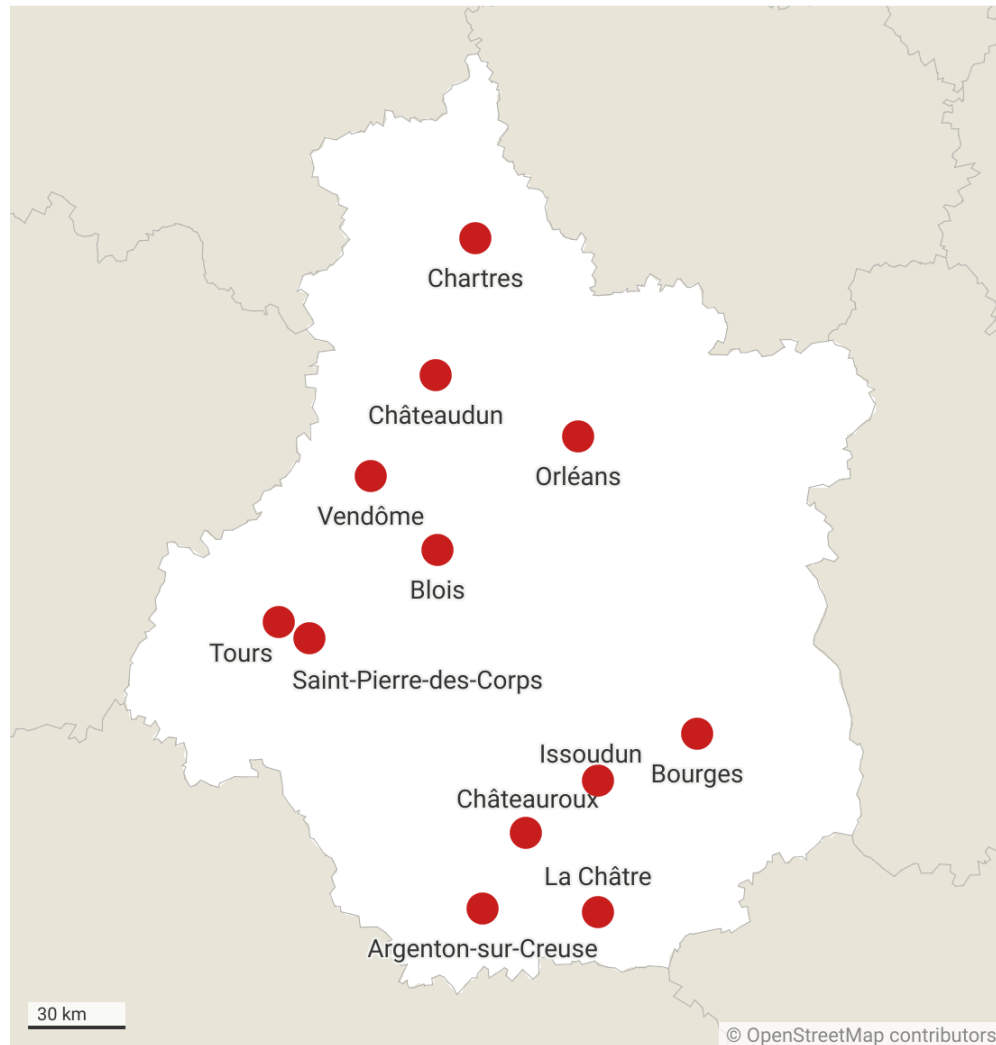 Chartres
Châteaudun
Orléans
Vendôme
Blois
Tours
Saint-Pierre-des-Corps
Issoudun
Bourges
Châteauroux
La Châtre
Argenton-sur-Creuse
30 km
© OpenStreetMap contributors